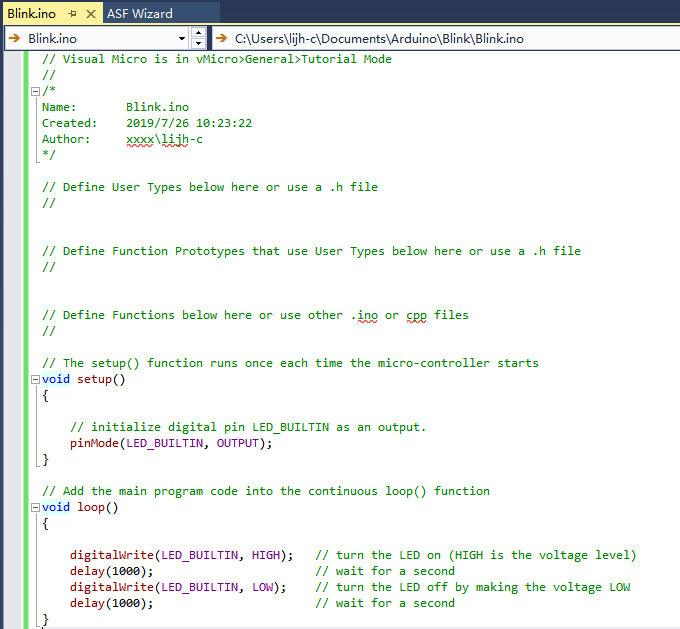 Blink.ino
ASF Wizard
Blink.ino
C:\Users\lijh-c\Documents\Arduino\Blink\Blink.ino
// Visual Micro is in vMicro>General>Tutorial Mode
//
/*
Name:       Blink.ino
Created:    2019/7/26 10:23:22
Author:     xxxx\lijh-c
*/
// Define User Types below here or use a .h file
//
// Define Function Prototypes that use User Types below here or use a .h file
//
// Define Functions below here or use other .ino or cpp files
//
// The setup() function runs once each time the micro-controller starts
void setup()
{
    // initialize digital pin LED_BUILTIN as an output.
    pinMode(LED_BUILTIN, OUTPUT);
}
// Add the main program code into the continuous loop() function
void loop()
{
    digitalWrite(LED_BUILTIN, HIGH);   // turn the LED on (HIGH is the voltage level)
    delay(1000);                       // wait for a second
    digitalWrite(LED_BUILTIN, LOW);    // turn the LED off by making the voltage LOW
    delay(1000);                       // wait for a second
}